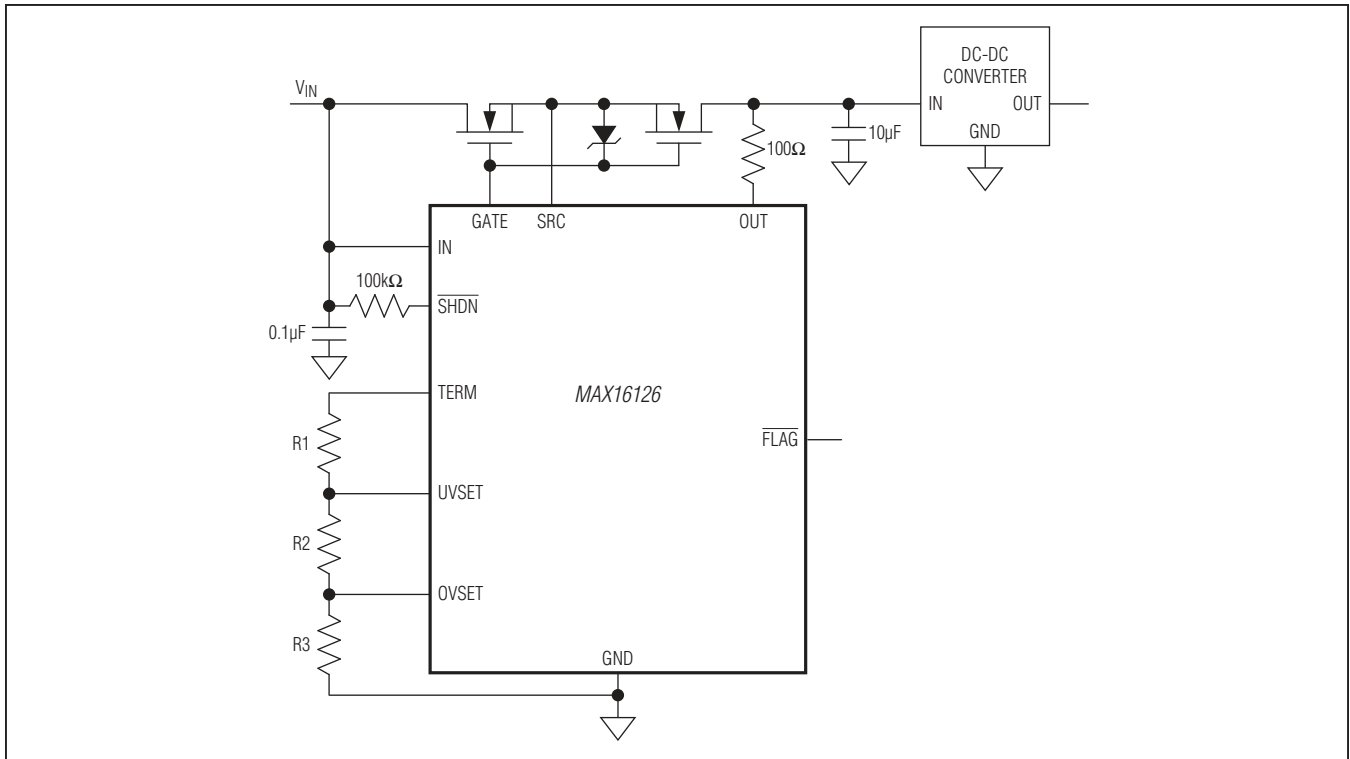 DC-DC
CONVERTER
V_IN
IN
OUT
GND
10µF
100Ω
GATE
SRC
OUT
IN
100kΩ
SHDN
0.1µF
TERM
MAX16126
R1
FLAG
UVSET
R2
OVSET
R3
GND